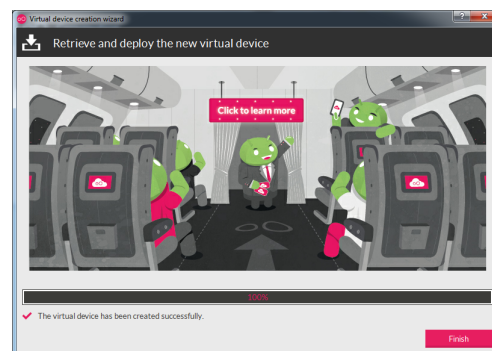 Virtual device creation wizard
Retrieve and deploy the new virtual device
Click to learn more
100%
The virtual device has been created successfully.
Finish